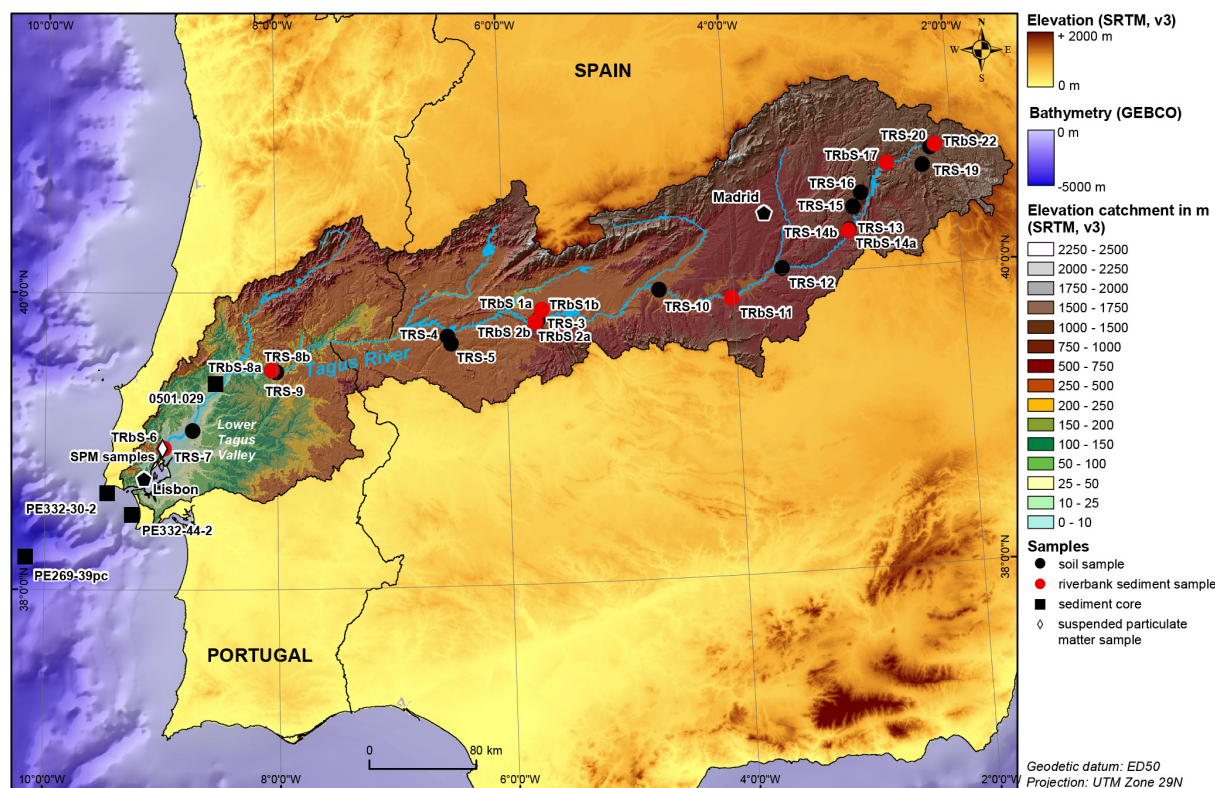 10°0'0"W
8°0'0"W
6°0'0"W
4°0'0"W
2°0'0"W
N
W
E
S
SPAIN
TRS-20
TRbS-22
TRbS-17
TRS-19
TRS-16
Madrid
TRS-15
TRS-13
TRS-14b
TRbS-14a
40°0'0"N
40°0'0"N
TRS-12
TRS-10
TRbS-11
TRbS 1a
TRbS1b
TRS-3
TRbS 2b
TRbS 2a
TRS-4
TRS-5
Tagus River
TRS-8b
TRbS-8a
TRS-9
0501.029
Lower
Tagus
Valley
TRbS-6
SPM samples
TRS-7
Lisbon
PE332-30-2
PE332-44-2
PE269-39pc
38°0'0"N
38°0'0"N
PORTUGAL
0
80 km
10°0'0"W
8°0'0"W
6°0'0"W
4°0'0"W
2°0'0"W
Elevation (SRTM, v3)
+ 2000 m
0 m
Bathymetry (GEBCO)
0 m
-5000 m
Elevation catchment in m
(SRTM, v3)
2250 - 2500
2000 - 2250
1750 - 2000
1500 - 1750
1000 - 1500
750 - 1000
500 - 750
250 - 500
200 - 250
150 - 200
100 - 150
50 - 100
25 - 50
10 - 25
0 - 10
Samples
soil sample
riverbank sediment sample
sediment core
suspended particulate
matter sample
Geodetic datum: ED50
Projection: UTM Zone 29N